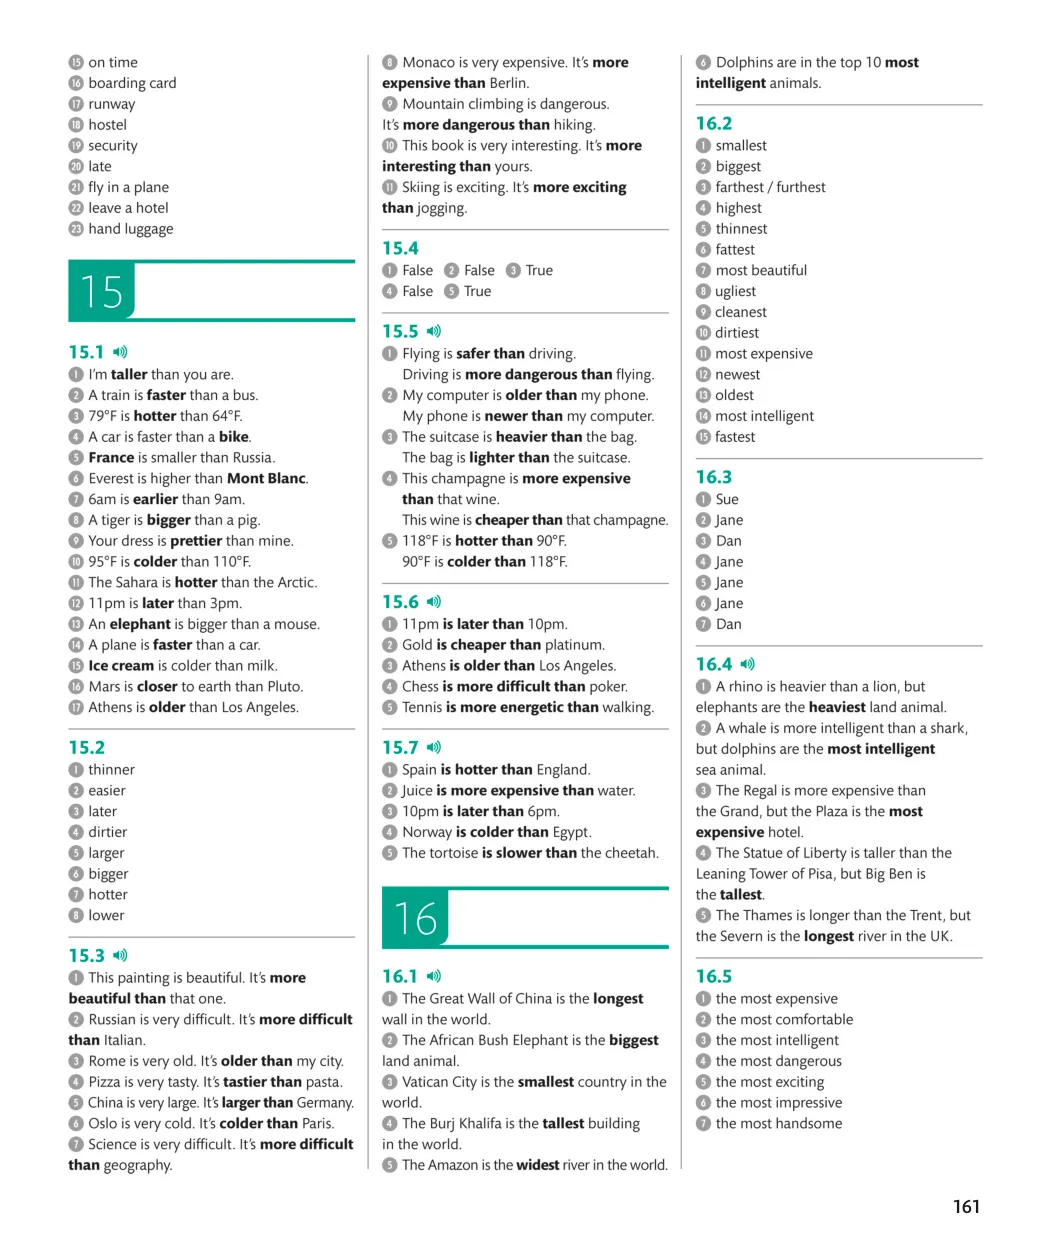 15 on time
16 boarding card
17 runway
18 hostel
19 security
20 late
21 fly in a plane
22 leave a hotel
23 hand luggage
15
15.1
1 I’m taller than you are.
2 A train is faster than a bus.
3 79°F is hotter than 64°F.
4 A car is faster than a bike.
5 France is smaller than Russia.
6 Everest is higher than Mont Blanc.
7 6am is earlier than 9am.
8 A tiger is bigger than a pig.
9 Your dress is prettier than mine.
10 95°F is colder than 110°F.
11 The Sahara is hotter than the Arctic.
12 11pm is later than 3pm.
13 An elephant is bigger than a mouse.
14 A plane is faster than a car.
15 Ice cream is colder than milk.
16 Mars is closer to earth than Pluto.
17 Athens is older than Los Angeles.
15.2
1 thinner
2 easier
3 later
4 dirtier
5 larger
6 bigger
7 hotter
8 lower
15.3
1 This painting is beautiful. It’s more
beautiful than that one.
2 Russian is very difficult. It’s more difficult
than Italian.
3 Rome is very old. It’s older than my city.
4 Pizza is very tasty. It’s tastier than pasta.
5 China is very large. It’s larger than Germany.
6 Oslo is very cold. It’s colder than Paris.
7 Science is very difficult. It’s more difficult
than geography.
8 Monaco is very expensive. It’s more
expensive than Berlin.
9 Mountain climbing is dangerous.
It’s more dangerous than hiking.
10 This book is very interesting. It’s more
interesting than yours.
11 Skiing is exciting. It’s more exciting
than jogging.
15.4
1 False 2 False 3 True
4 False 5 True
15.5
1 Flying is safer than driving.
Driving is more dangerous than flying.
2 My computer is older than my phone.
My phone is newer than my computer.
3 The suitcase is heavier than the bag.
The bag is lighter than the suitcase.
4 This champagne is more expensive
than that wine.
This wine is cheaper than that champagne.
5 118°F is hotter than 90°F.
90°F is colder than 118°F.
15.6
1 11pm is later than 10pm.
2 Gold is cheaper than platinum.
3 Athens is older than Los Angeles.
4 Chess is more difficult than poker.
5 Tennis is more energetic than walking.
15.7
1 Spain is hotter than England.
2 Juice is more expensive than water.
3 10pm is later than 6pm.
4 Norway is colder than Egypt.
5 The tortoise is slower than the cheetah.
16
16.1
1 The Great Wall of China is the longest
wall in the world.
2 The African Bush Elephant is the biggest
land animal.
3 Vatican City is the smallest country in the
world.
4 The Burj Khalifa is the tallest building
in the world.
5 The Amazon is the widest river in the world.
6 Dolphins are in the top 10 most
intelligent animals.
16.2
1 smallest
2 biggest
3 farthest / furthest
4 highest
5 thinnest
6 fattest
7 most beautiful
8 ugliest
9 cleanest
10 dirtiest
11 most expensive
12 newest
13 oldest
14 most intelligent
15 fastest
16.3
1 Sue
2 Jane
3 Dan
4 Jane
5 Jane
6 Jane
7 Dan
16.4
1 A rhino is heavier than a lion, but
elephants are the heaviest land animal.
2 A whale is more intelligent than a shark,
but dolphins are the most intelligent
sea animal.
3 The Regal is more expensive than
the Grand, but the Plaza is the most
expensive hotel.
4 The Statue of Liberty is taller than the
Leaning Tower of Pisa, but Big Ben is
the tallest.
5 The Thames is longer than the Trent, but
the Severn is the longest river in the UK.
16.5
1 the most expensive
2 the most comfortable
3 the most intelligent
4 the most dangerous
5 the most exciting
6 the most impressive
7 the most handsome
161